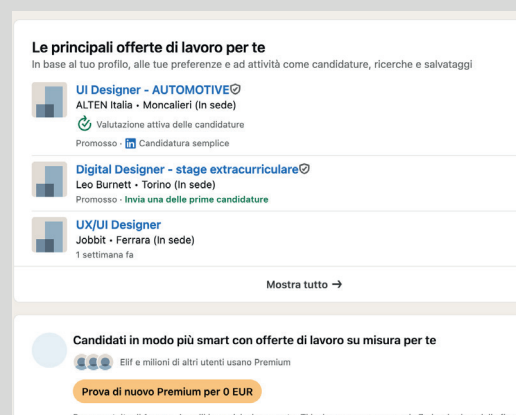 Le principali offerte di lavoro per te
In base al tuo profilo, alle tue preferenze e ad attività come candidature, ricerche e salvataggi
UI Designer - AUTOMOTIVE
ALTEN Italia • Moncalieri (In sede)
Valutazione attiva delle candidature
Promosso · in Candidatura semplice
Digital Designer - stage extracurriculare
Leo Burnett • Torino (In sede)
Promosso · Invia una delle prime candidature
UX/UI Designer
Jobbit • Ferrara (In sede)
1 settimana fa
Mostra tutto →
Candidati in modo più smart con offerte di lavoro su misura per te
Elif e milioni di altri utenti usano Premium
Prova di nuovo Premium per 0 EUR